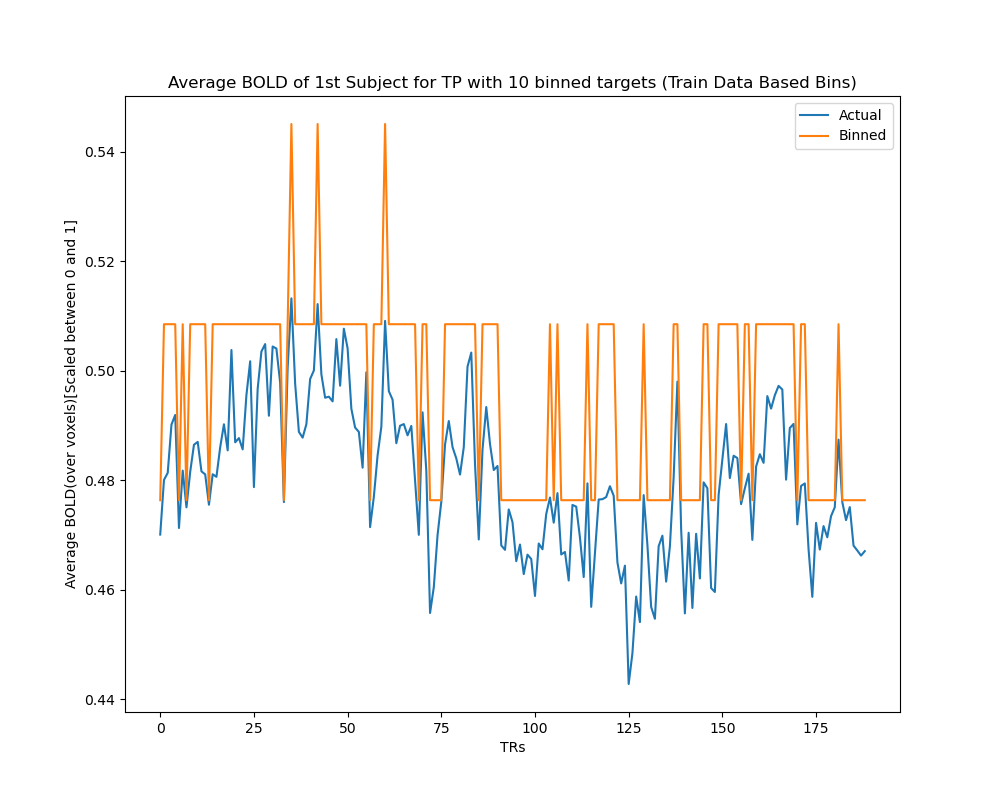 Average BOLD of 1st Subject for TP with 10 binned targets (Train Data Based Bins)
Actual
Binned
Average BOLD(over voxels)[Scaled between 0 and 1]
0.54
0.52
0.50
0.48
0.46
0.44
0 25 50 75 100 125 150 175
TRs